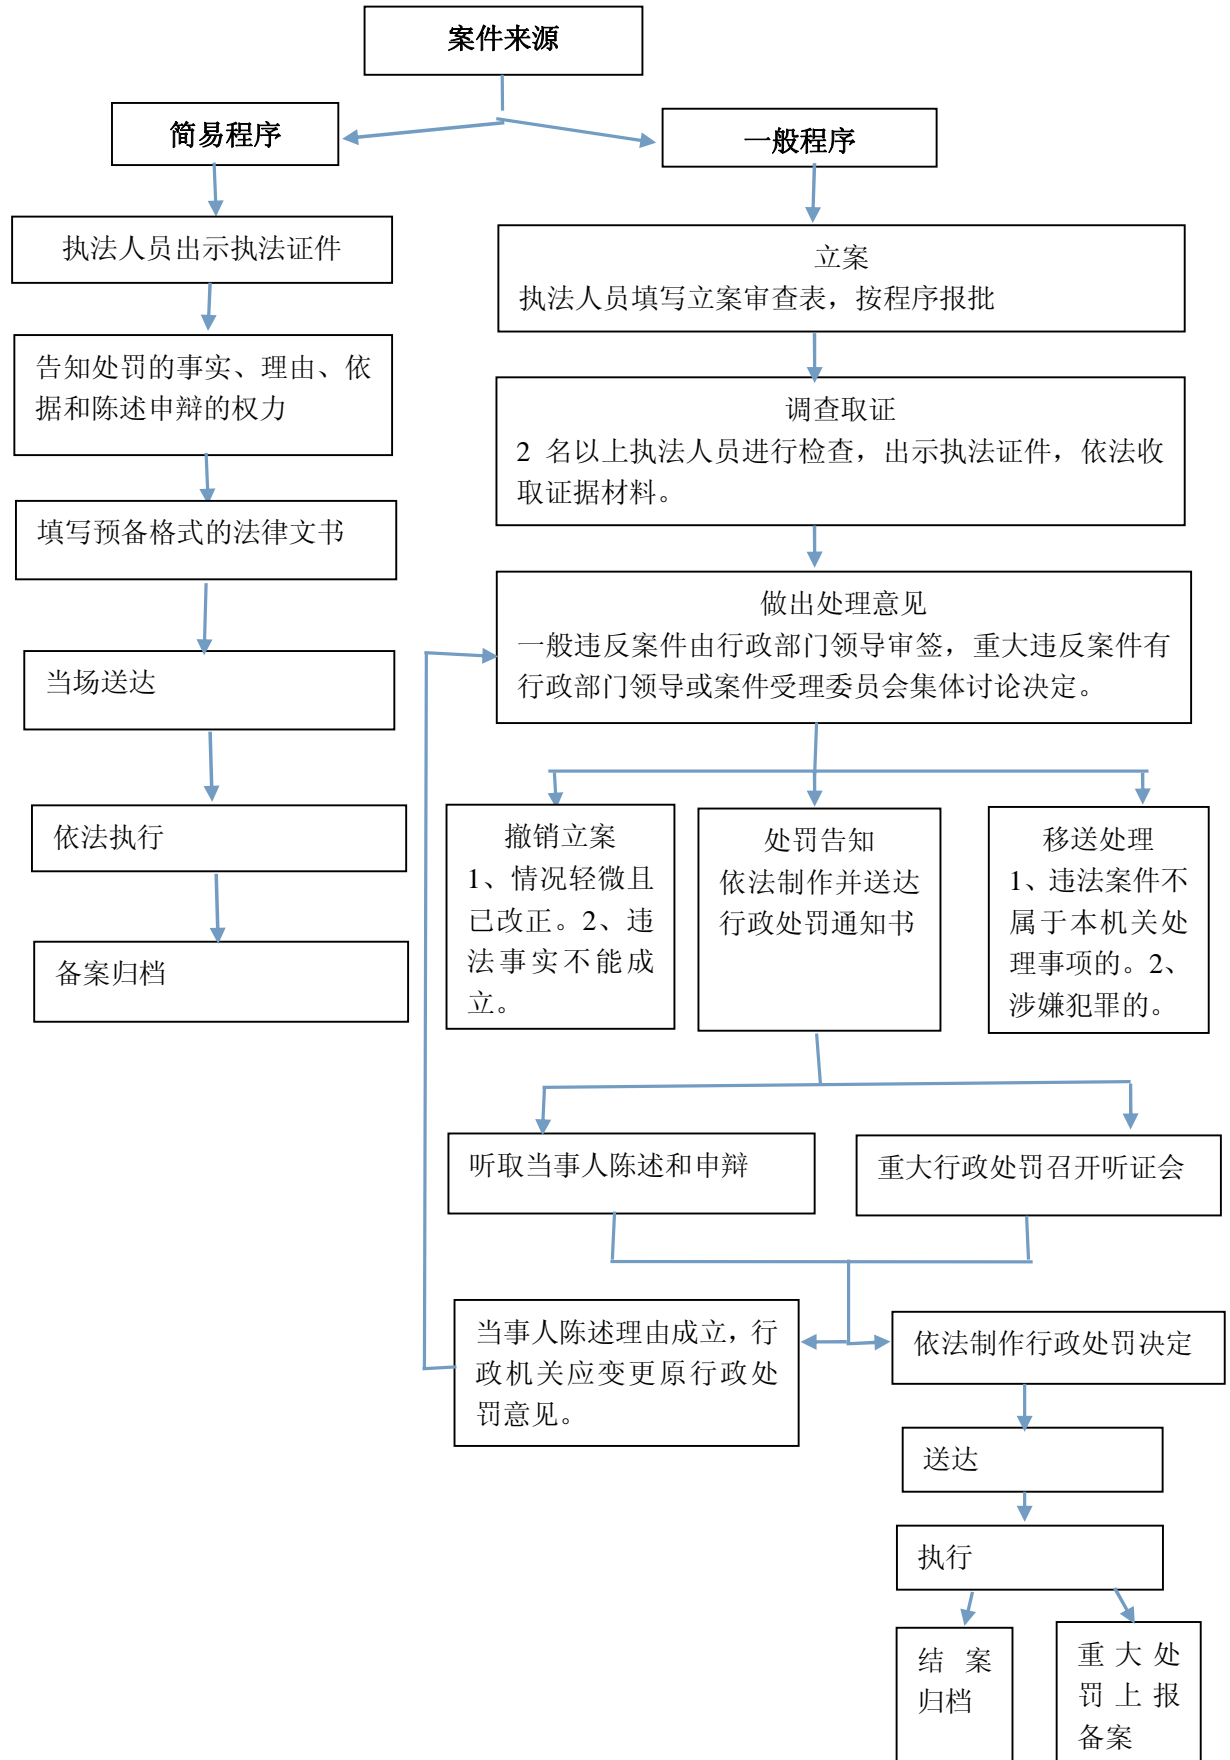 案件来源
简易程序
一般程序
执法人员出示执法证件
告知处罚的事实、理由、依
据和陈述申辩的权力
填写预备格式的法律文书
当场送达
依法执行
备案归档
立案
执法人员填写立案审查表，按程序报批
调查取证
2 名以上执法人员进行检查，出示执法证件，依法收
取证据材料。
做出处理意见
一般违反案件由行政部门领导审签，重大违反案件有
行政部门领导或案件受理委员会集体讨论决定。
撤销立案
1、情况轻微且
已改正。2、违
法事实不能成
立。
处罚告知
依法制作并送达
行政处罚通知书
移送处理
1、违法案件不
属于本机关处
理事项的。2、
涉嫌犯罪的。
听取当事人陈述和申辩
重大行政处罚召开听证会
当事人陈述理由成立，行
政机关应变更原行政处
罚意见。
依法制作行政处罚决定
送达
执行
结案
归档
重大处
罚上报
备案